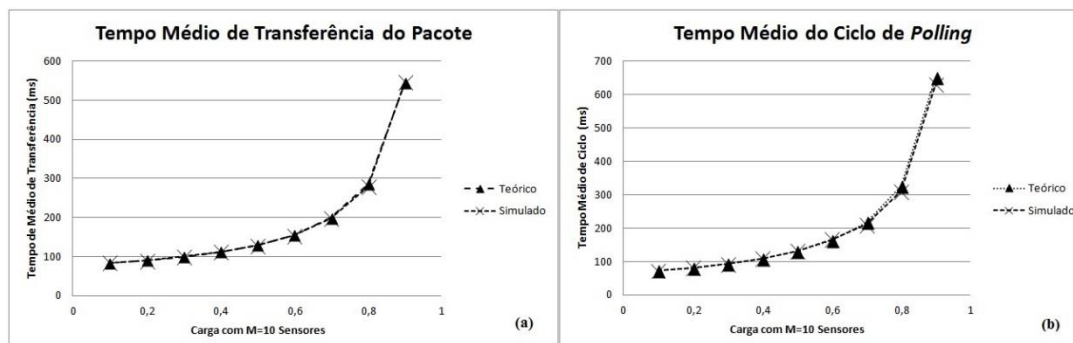 Tempo Médio de Transferência do Pacote
Tempo de Médio de Transferência (ms)
600
500
400
300
200
100
0
0
0,2
0,4
0,6
0,8
1
Carga com M=10 Sensores
Teórico
Simulado
(a)
Tempo Médio do Ciclo de Polling
Tempo Médio de Ciclo (ms)
700
600
500
400
300
200
100
0
0
0,2
0,4
0,6
0,8
1
Carga com M=10 Sensores
Teórico
Simulado
(b)